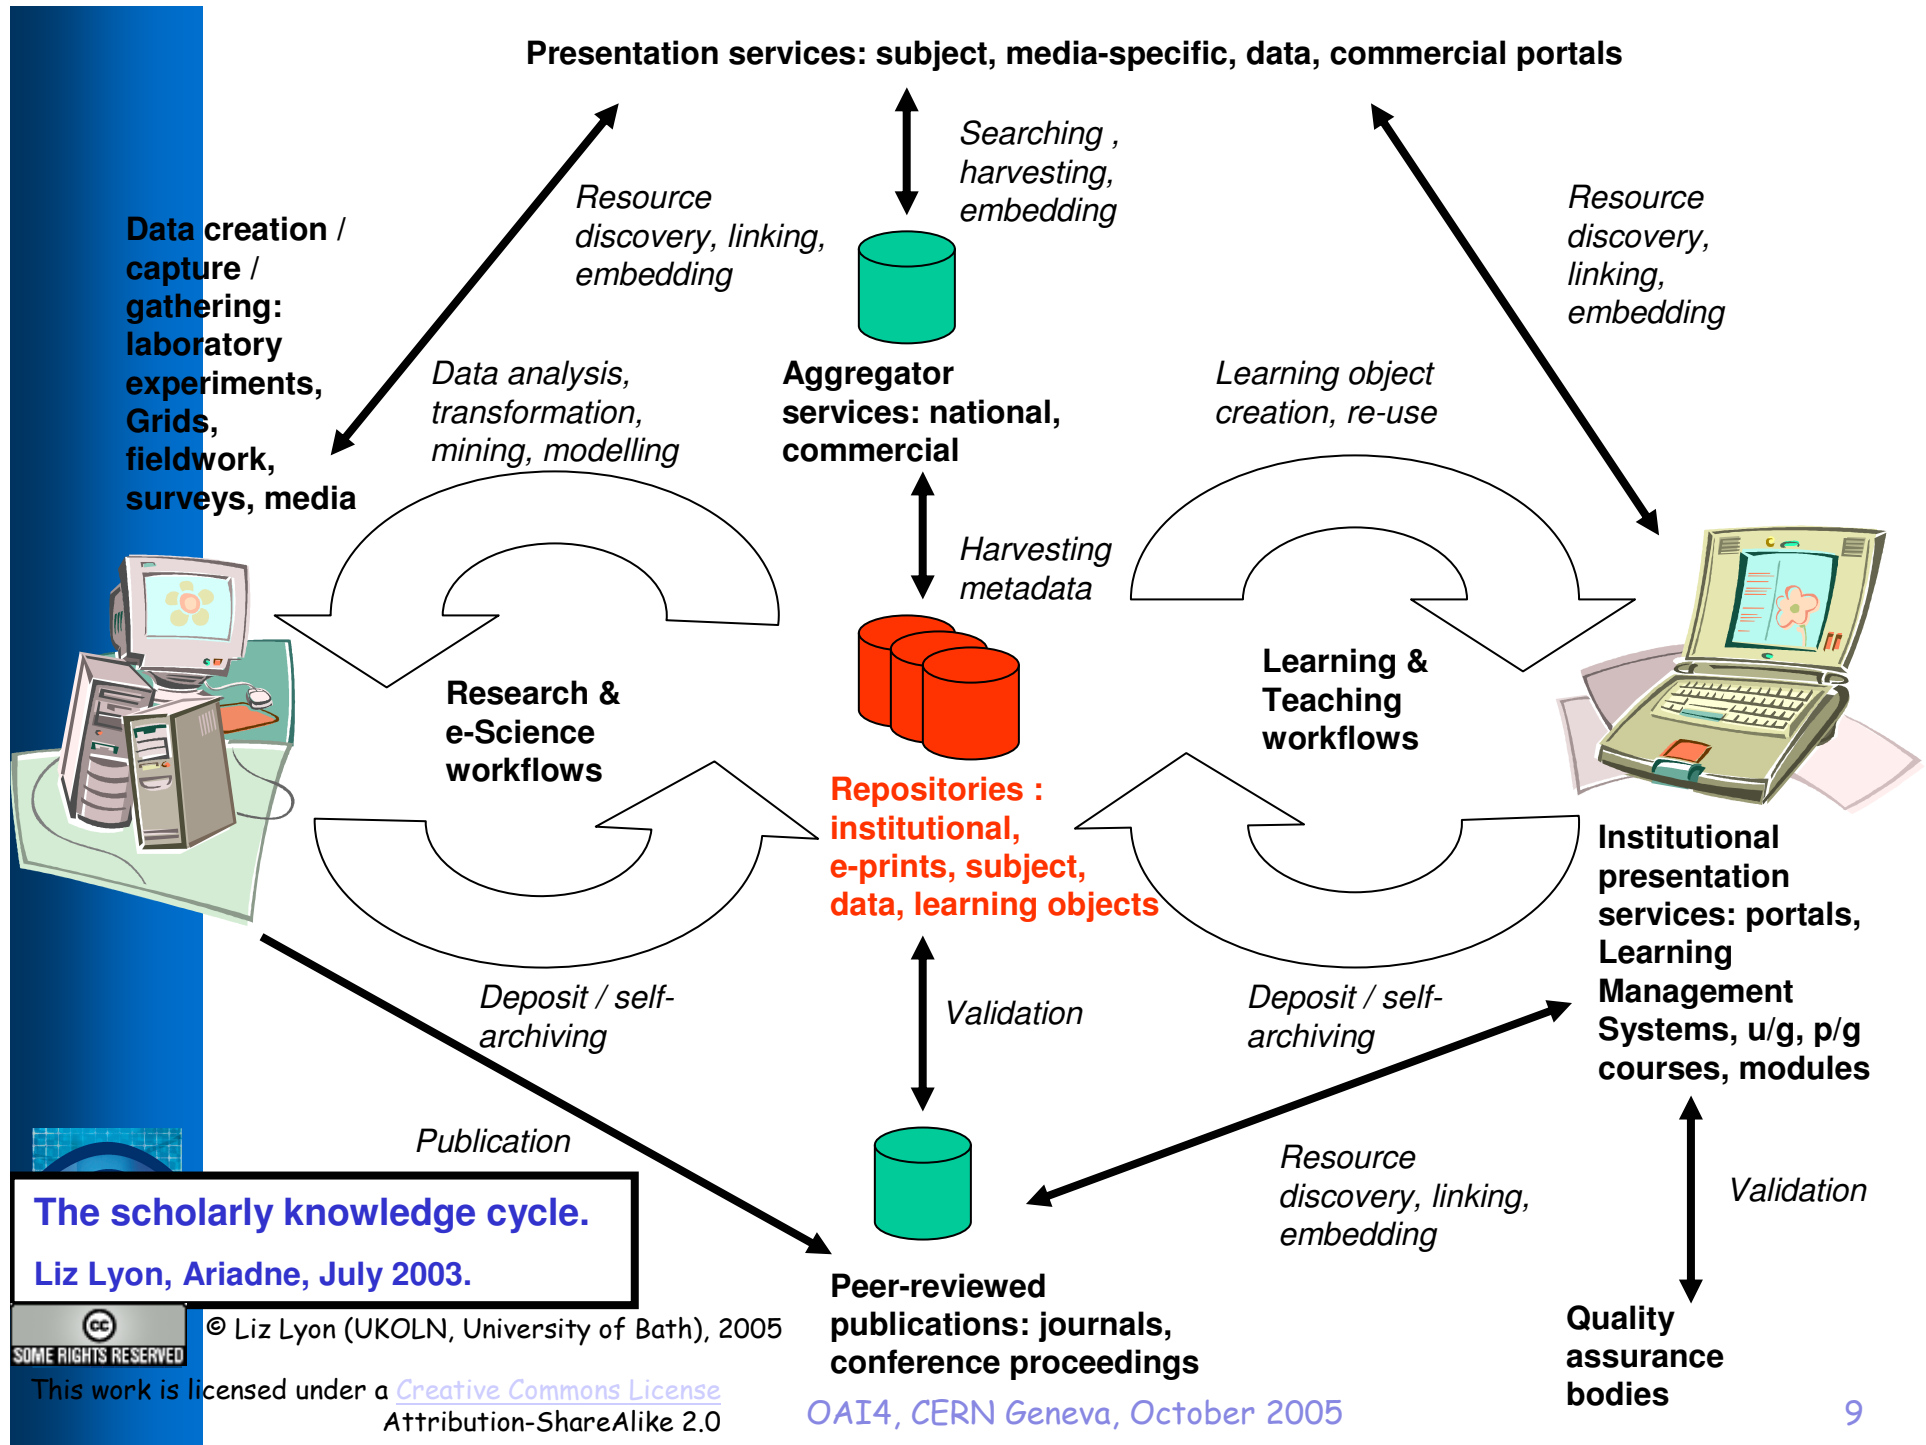 Presentation services: subject, media-specific, data, commercial portals
Searching ,
harvesting,
embedding
Resource
discovery, linking,
embedding
Resource
discovery,
linking,
embedding
Data creation /
capture /
gathering:
laboratory
experiments,
Grids,
fieldwork,
surveys, media
Data analysis,
transformation,
mining, modelling
Aggregator
services: national,
commercial
Learning object
creation, re-use
Harvesting
metadata
Research &
e-Science
workflows
Learning &
Teaching
workflows
Repositories :
institutional,
e-prints, subject,
data, learning objects
Institutional
presentation
services: portals,
Learning
Management
Systems, u/g, p/g
courses, modules
Deposit / self-
archiving
Validation
Deposit / self-
archiving
Publication
Resource
discovery, linking,
embedding
Validation
The scholarly knowledge cycle.
Liz Lyon, Ariadne, July 2003.
Peer-reviewed
publications: journals,
conference proceedings
Quality
assurance
bodies
cc
SOME RIGHTS RESERVED
© Liz Lyon (UKOLN, University of Bath), 2005
This work is licensed under a Creative Commons License
Attribution-ShareAlike 2.0
OAI4, CERN Geneva, October 2005
9